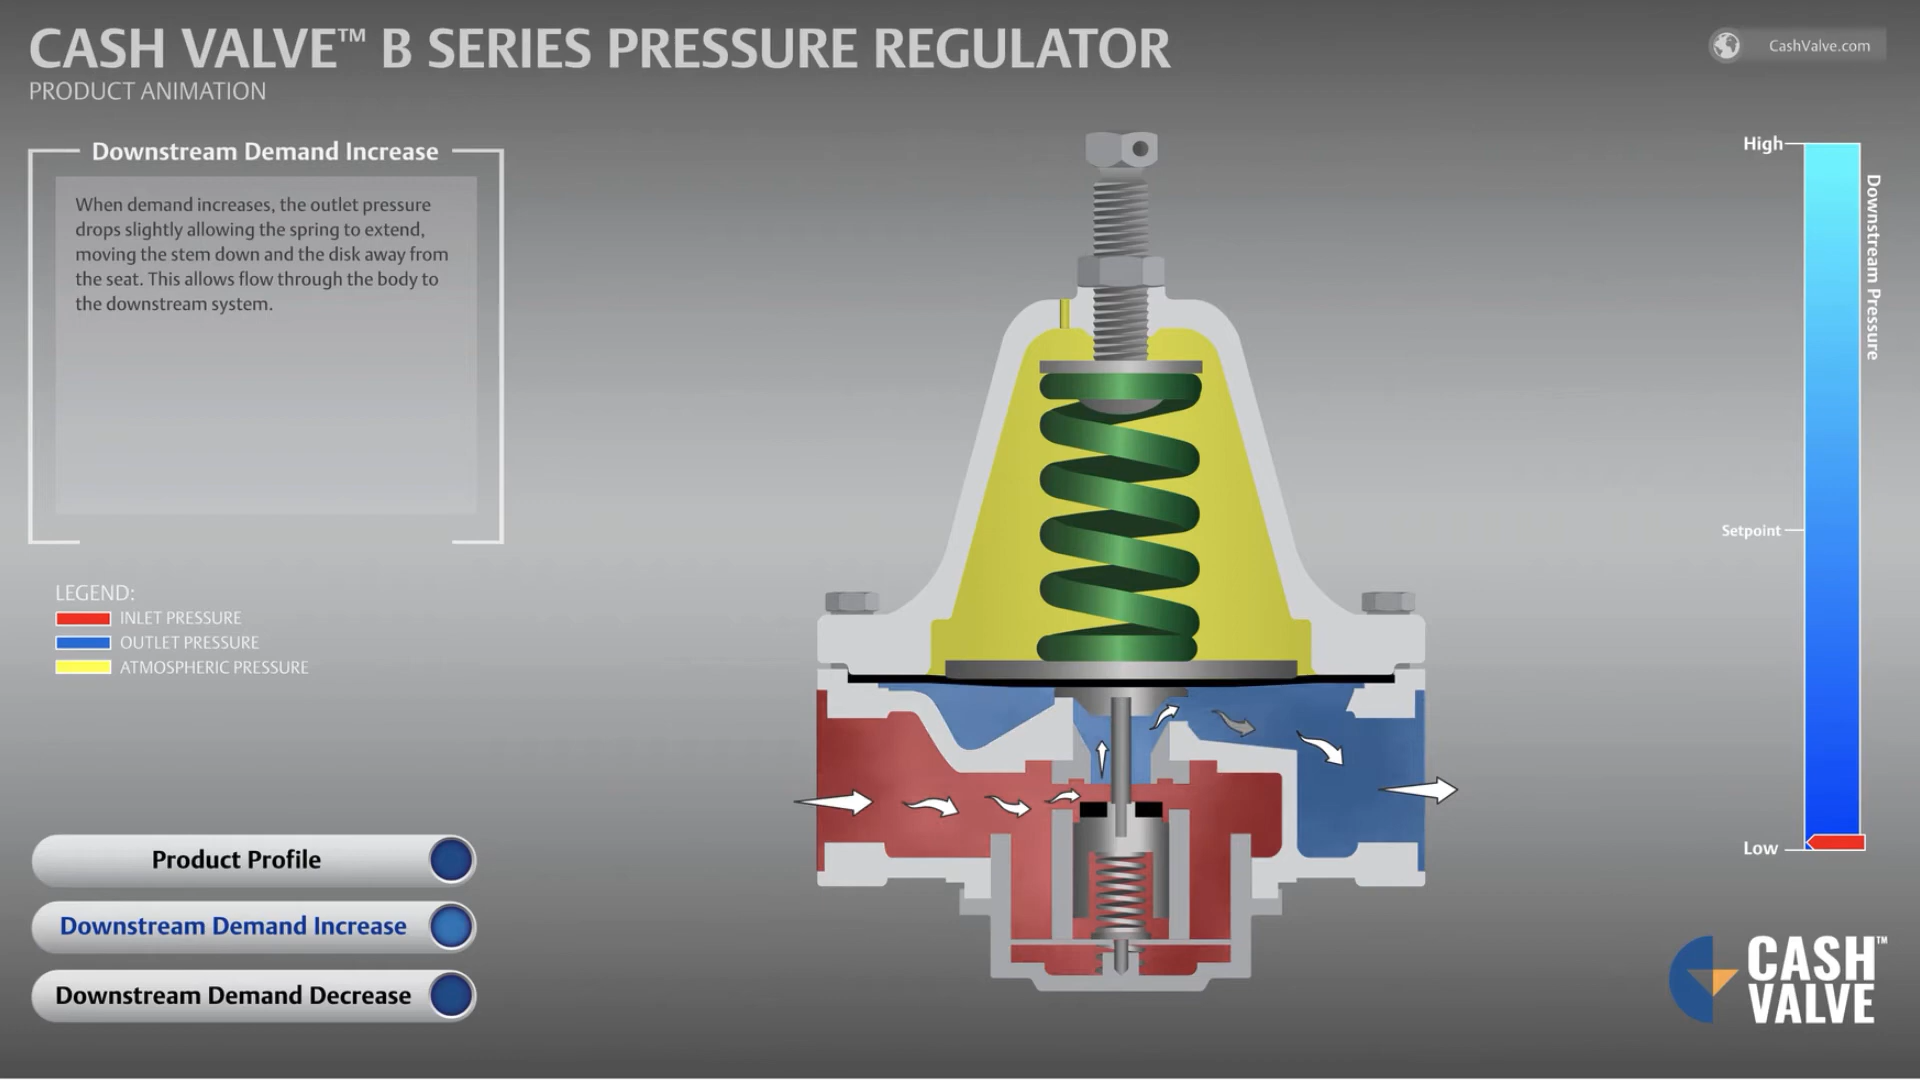 CASH VALVE™ B SERIES PRESSURE REGULATOR
PRODUCT ANIMATION
CashValve.com
Downstream Demand Increase
When demand increases, the outlet pressure
drops slightly allowing the spring to extend,
moving the stem down and the disk away from
the seat. This allows flow through the body to
the downstream system.
LEGEND:
INLET PRESSURE
OUTLET PRESSURE
ATMOSPHERIC PRESSURE
Product Profile
Downstream Demand Increase
Downstream Demand Decrease
High
Downstream Pressure
Setpoint
Low
CASH™
VALVE